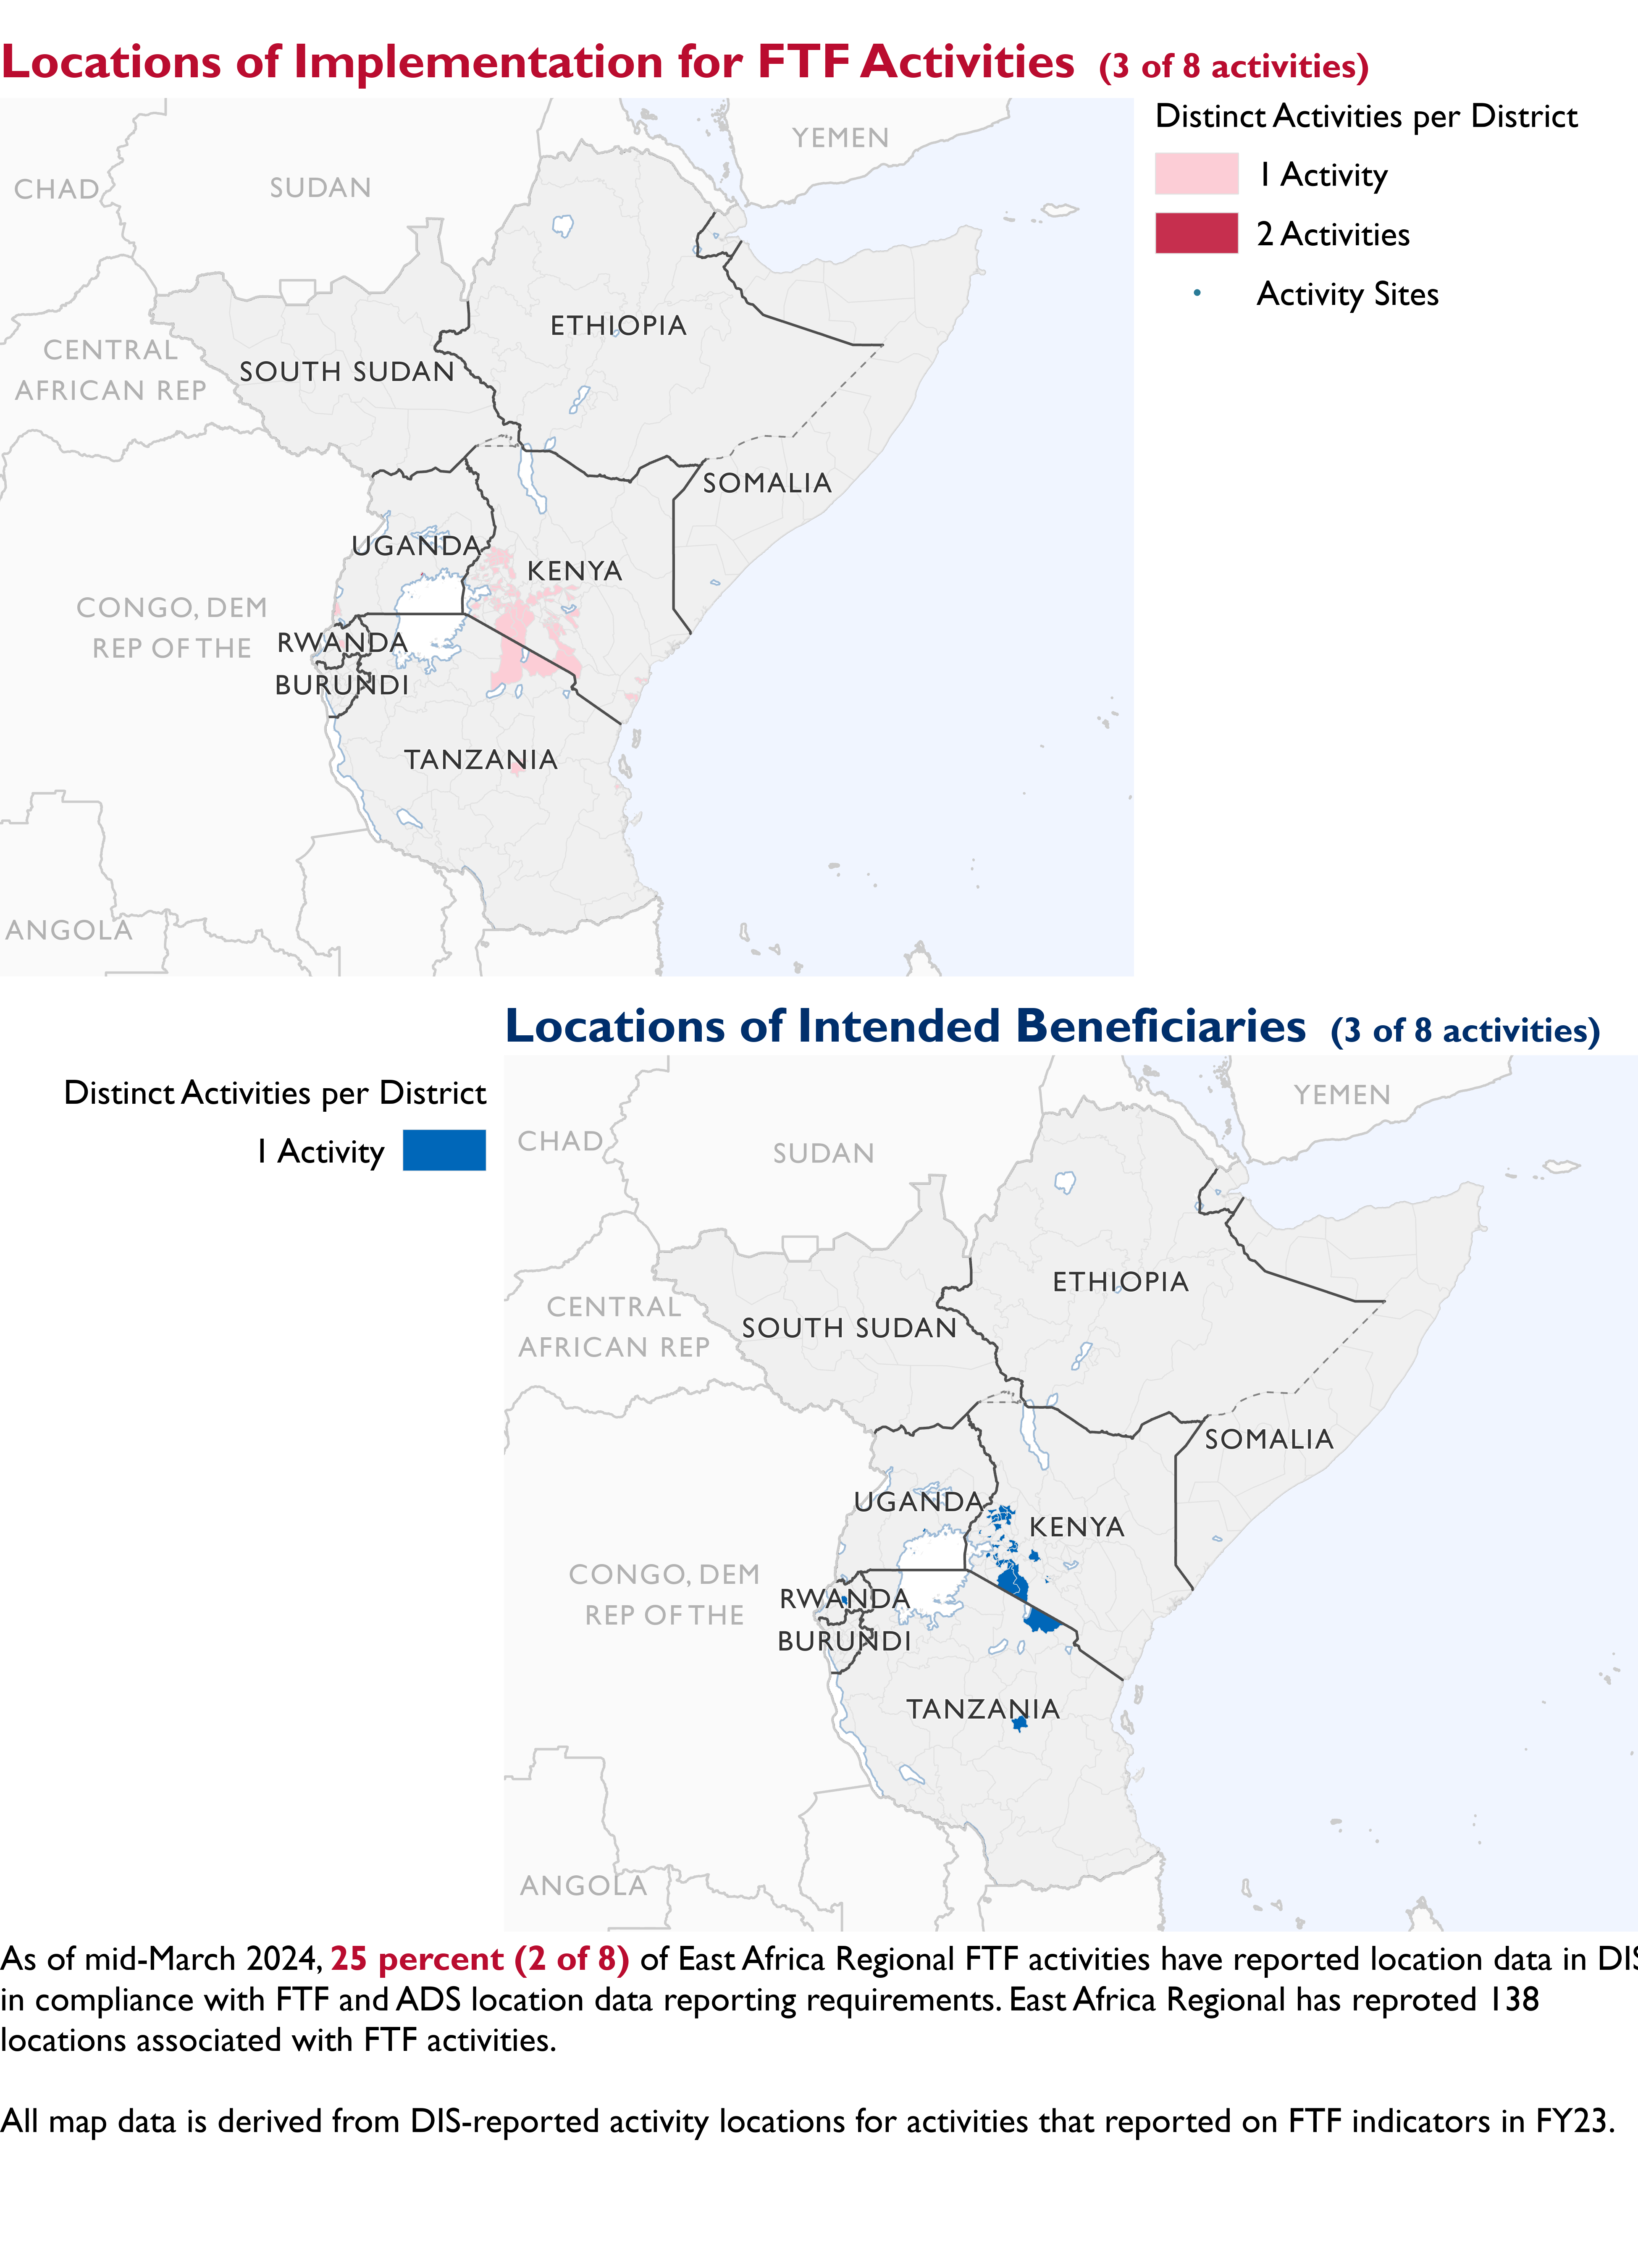 Locations of Implementation for FTF Activities (3 of 8 activities)
Distinct Activities per District
1 Activity
2 Activities
Activity Sites
YEMEN
CHAD
SUDAN
ETHIOPIA
CENTRAL
AFRICAN REP
SOUTH SUDAN
SOMALIA
UGANDA
KENYA
CONGO, DEM
REP OF THE
RWANDA
BURUNDI
TANZANIA
ANGOLA
Locations of Intended Beneficiaries (3 of 8 activities)
Distinct Activities per District
1 Activity
YEMEN
CHAD
SUDAN
ETHIOPIA
CENTRAL
AFRICAN REP
SOUTH SUDAN
SOMALIA
UGANDA
KENYA
CONGO, DEM
REP OF THE
RWANDA
BURUNDI
TANZANIA
ANGOLA
As of mid-March 2024, 25 percent (2 of 8) of East Africa Regional FTF activities have reported location data in DIS
in compliance with FTF and ADS location data reporting requirements. East Africa Regional has reproted 138
locations associated with FTF activities.
All map data is derived from DIS-reported activity locations for activities that reported on FTF indicators in FY23.